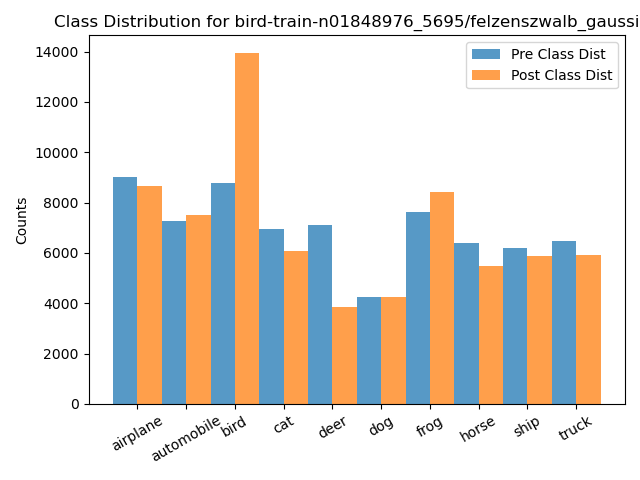 Class Distribution for bird-train-n01848976_5695/felzenszwalb_gaussi
Pre Class Dist
Post Class Dist
Counts
14000
12000
10000
8000
6000
4000
2000
0
airplane
automobile
bird
cat
deer
dog
frog
horse
ship
truck